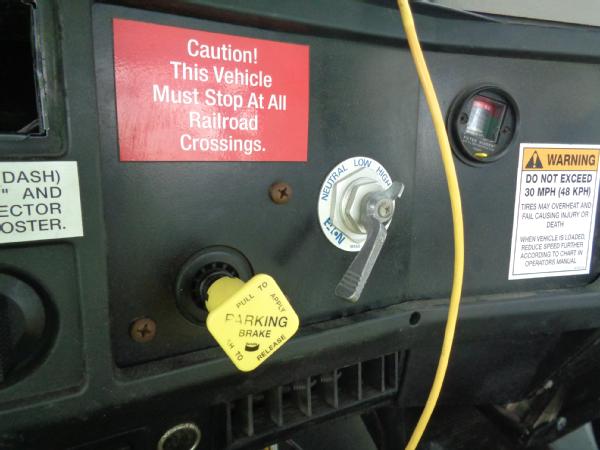 Caution!
This Vehicle
Must Stop At All
Railroad
Crossings.
DASH)
" AND
ECTOR
OOSTER.
NEUTRAL LOW HIGH
EATON
PULL TO APPLY
PARKING
BRAKE
H TO RELEASE
WARNING
DO NOT EXCEED
30 MPH (48 KPH)
TIRES MAY OVERHEAT AND
FAIL CAUSING INJURY OR
DEATH
WHEN VEHICLE IS LOADED,
REDUCE SPEED FURTHER
ACCORDING TO CHART IN
OPERATORS MANUAL